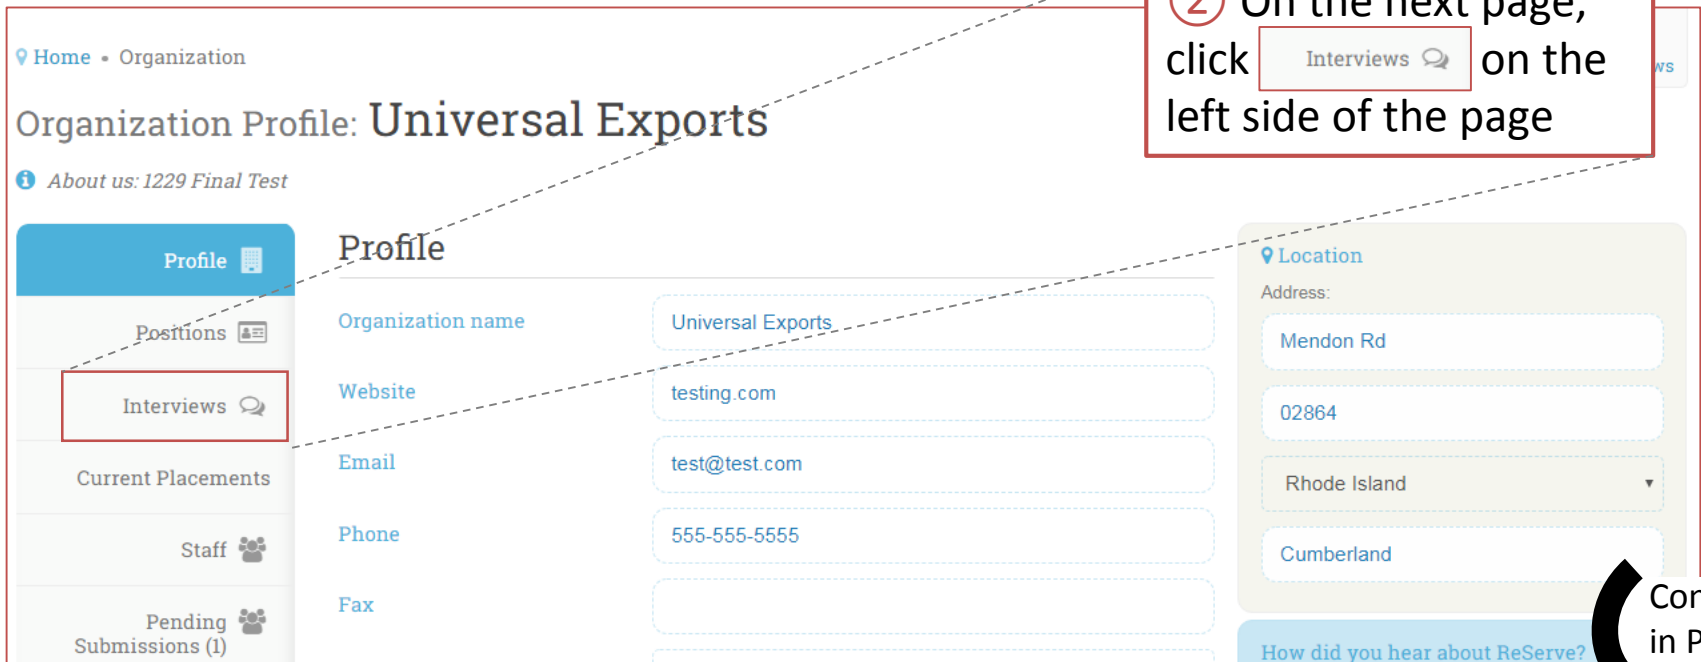 ② On the next page,
click Interviews on the
left side of the page
Home • Organization
Organization Profile: Universal Exports
About us: 1229 Final Test
Profile
Positions
Interviews
Current Placements
Staff
Pending
Submissions (1)
Profile
Organization name Universal Exports
Website testing.com
Email test@test.com
Phone 555-555-5555
Fax
Location
Address:
Mendon Rd
02864
Rhode Island
Cumberland
How did you hear about ReServe?
in